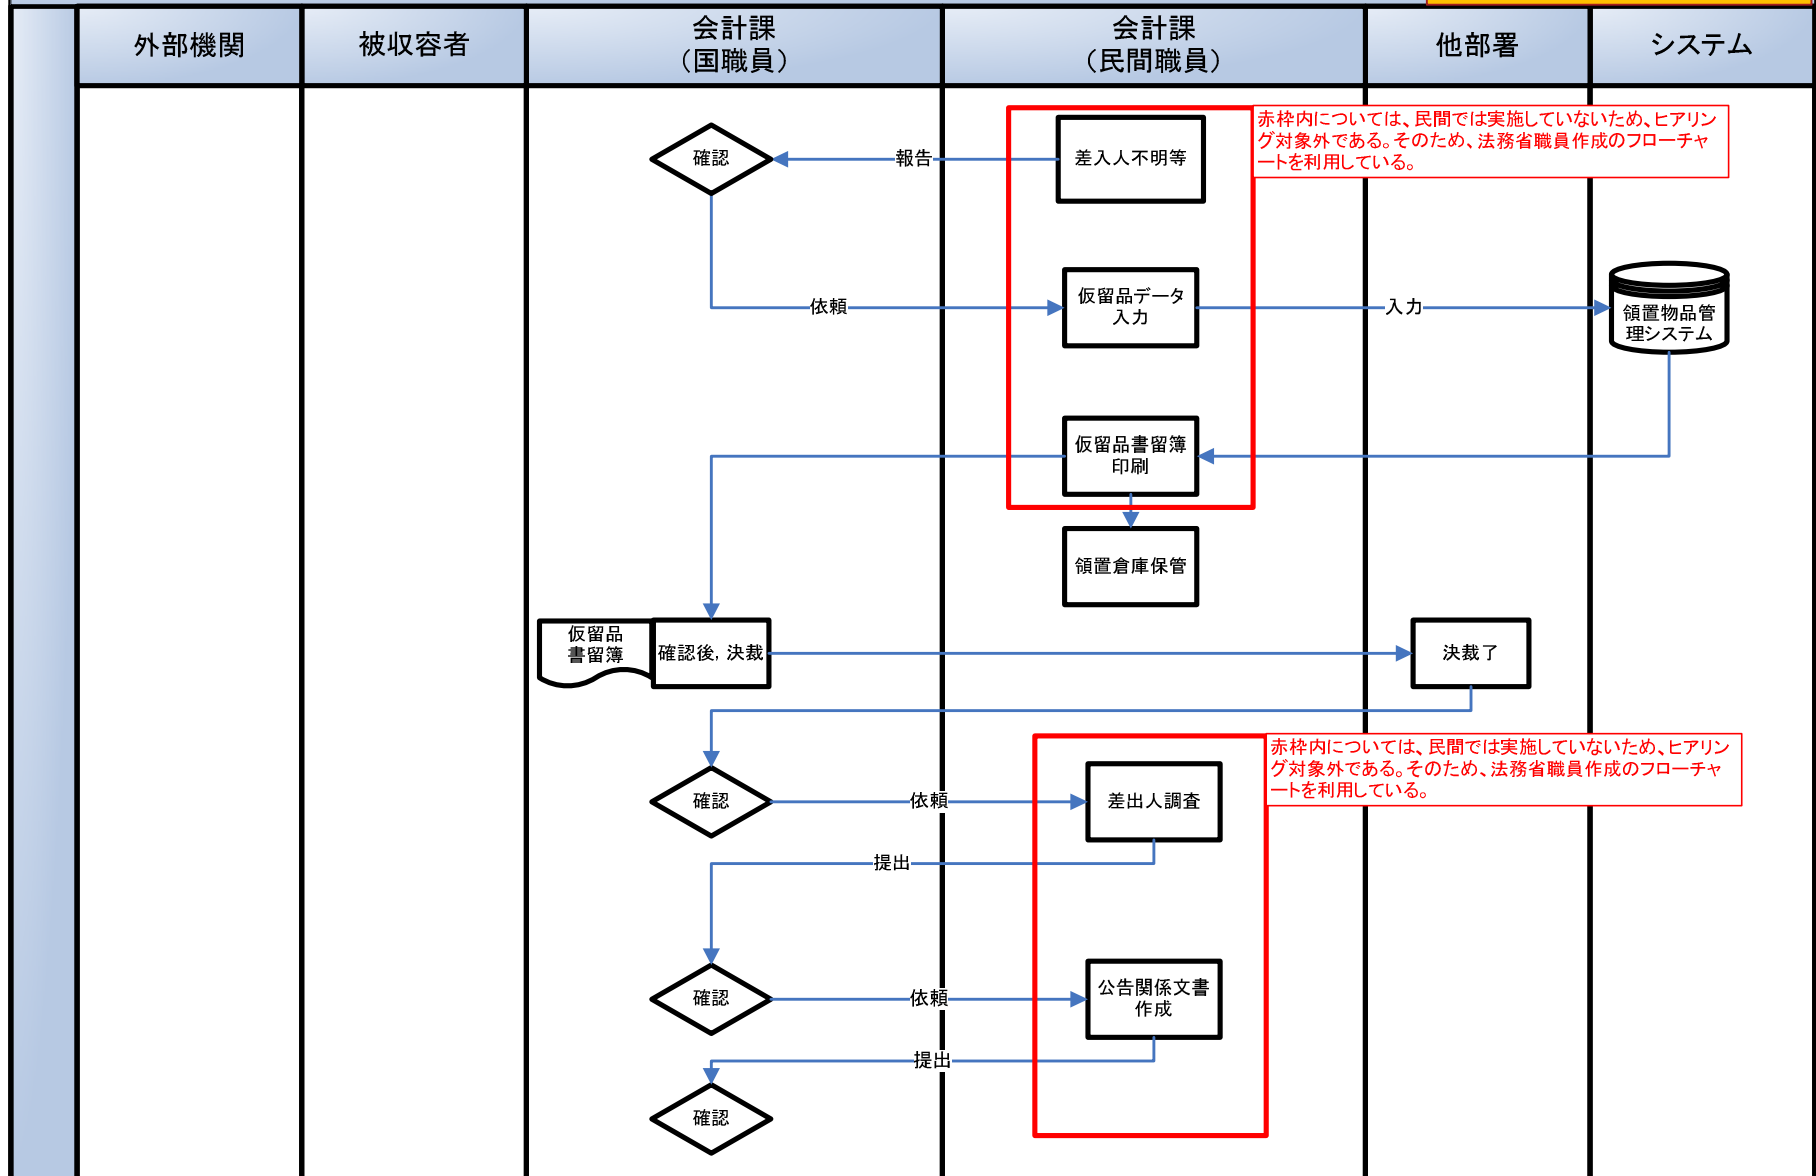 外部機関
被収容者
会計課
（国職員）
会計課
（民間職員）
他部署
システム
確認
報告
差入人不明等
赤枠内については、民間では実施していないため、ヒアリン
グ対象外である。そのため、法務省職員作成のフローチャ
ートを利用している。
依頼
仮留品データ
入力
入力
領置物品管
理システム
仮留品書留簿
印刷
領置倉庫保管
仮留品
書留簿
確認後，決裁
決裁了
赤枠内については、民間では実施していないため、ヒアリン
グ対象外である。そのため、法務省職員作成のフローチャ
ートを利用している。
確認
依頼
差出人調査
提出
確認
依頼
公告関係文書
作成
提出
確認